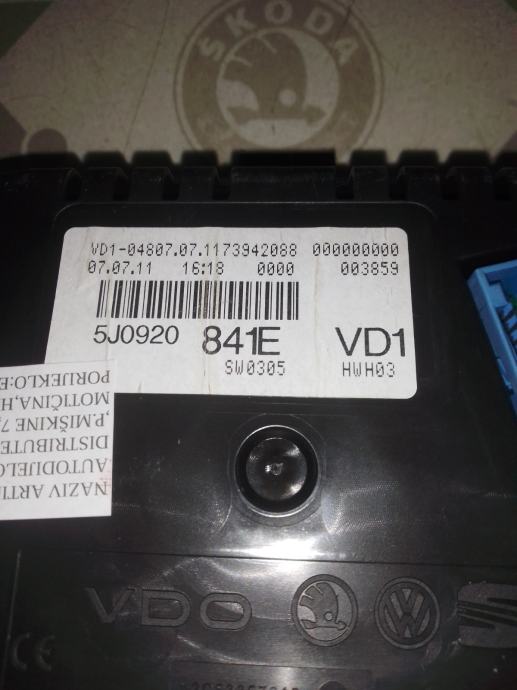 ŠKODA
VD1-04807.07.1173942088 000000000
07.07.11 16:18 0000 003859
5J0920 841E VD1
SW0305 HWH03
NAZIV ARTI
AUTODIJELO
DISTRIBUTE
,P.MIŠKINE 7,
MOTIČINA,H
PORIJEKLO:E
VDO
CE